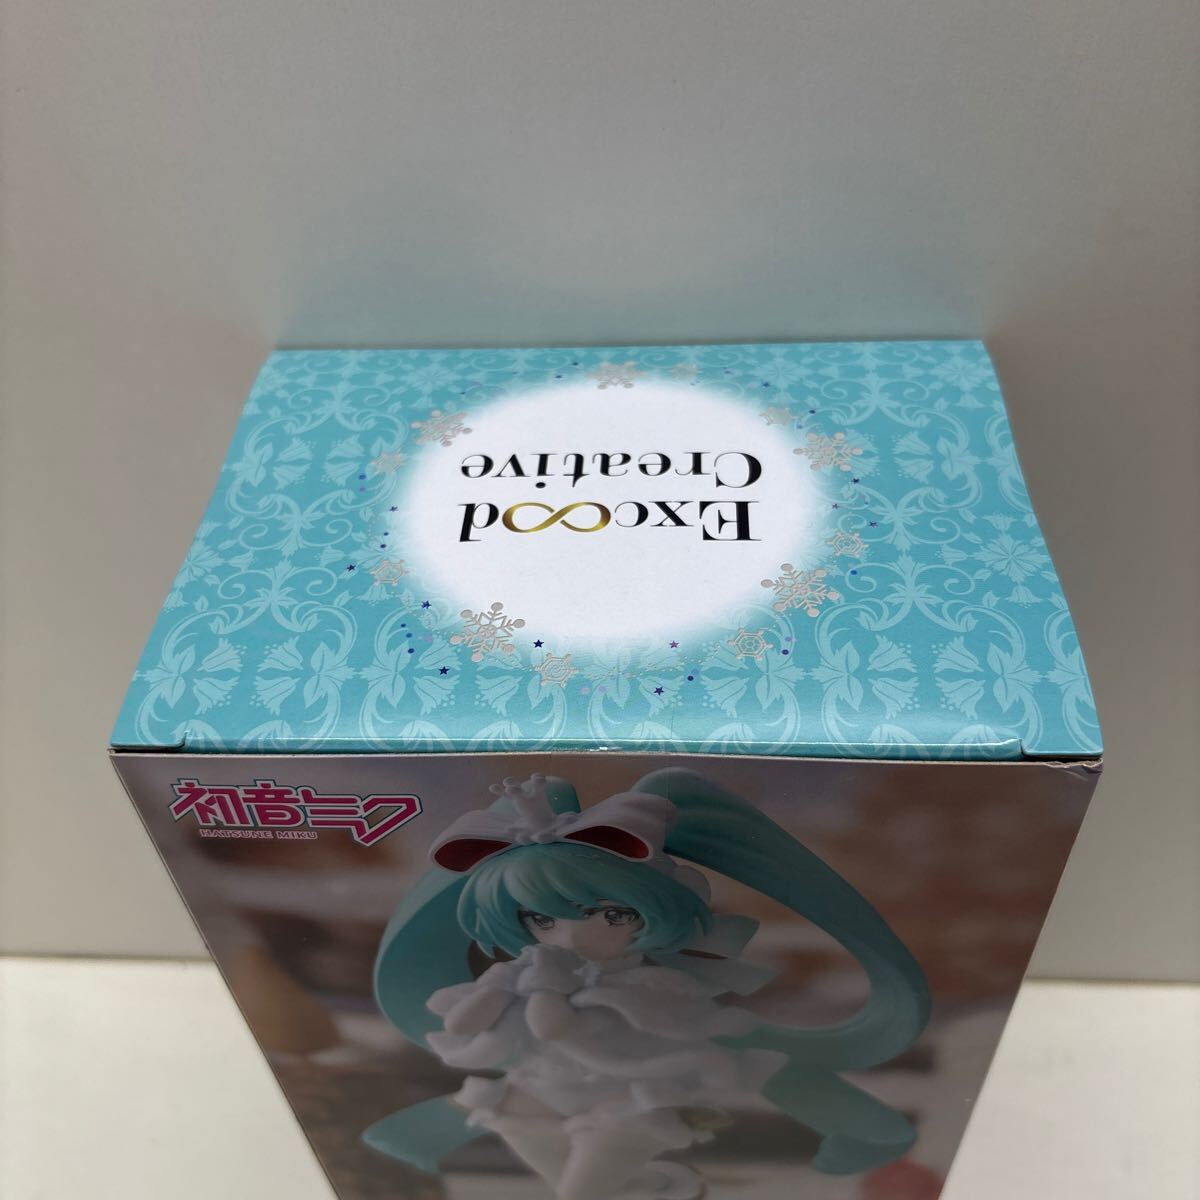 Exc∞d
Creative
初音ミク
HATSUNE MIKU